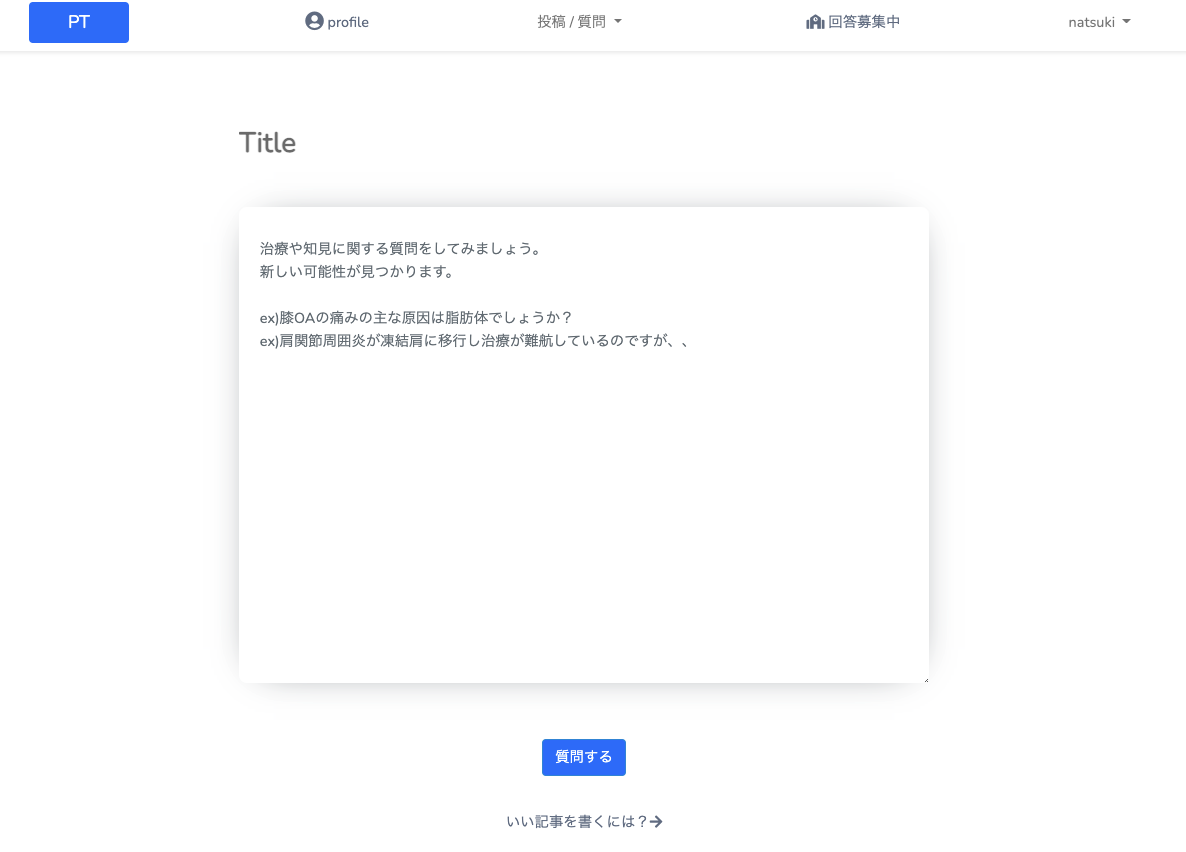 PT
profile
投稿 / 質問
回答募集中
natsuki
Title
治療や知見に関する質問をしてみましょう。
新しい可能性が見つかります。
ex)膝OAの痛みの主な原因は脂肪体でしょうか？
ex)肩関節周囲炎が凍結肩に移行し治療が難航しているのですが、、
質問する
いい記事を書くには？